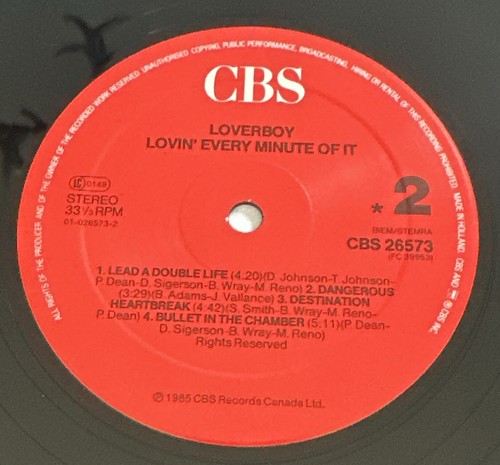 ALL RIGHTS OF THE PRODUCER AND OF THE OWNER OF THE RECORDED WORK RESERVED. UNAUTHORISED COPYING, PUBLIC PERFORMANCE, BROADCASTING, HIRING OR RENTAL OF THIS RECORDING PROHIBITED. MADE IN HOLLAND. CBS AND
CBS INC.
CBS
LOVERBOY
LOVIN' EVERY MINUTE OF IT
LC 0149
STEREO
33 1/3 RPM
01-026573-2
* 2
BIEM/STEMRA
CBS 26573
(FC 39953)
1. LEAD A DOUBLE LIFE (4:20)(D. Johnson-T. Johnson-
P. Dean-D. Sigerson-B. Wray-M. Reno) 2. DANGEROUS
(3:29)(B. Adams-J. Vallance) 3. DESTINATION
HEARTBREAK (4:42)(S. Smith-B. Wray-M. Reno-
P. Dean) 4. BULLET IN THE CHAMBER (5:11)(P. Dean-
D. Sigerson-B. Wray-M. Reno)
Rights Reserved
℗ 1985 CBS Records Canada Ltd.